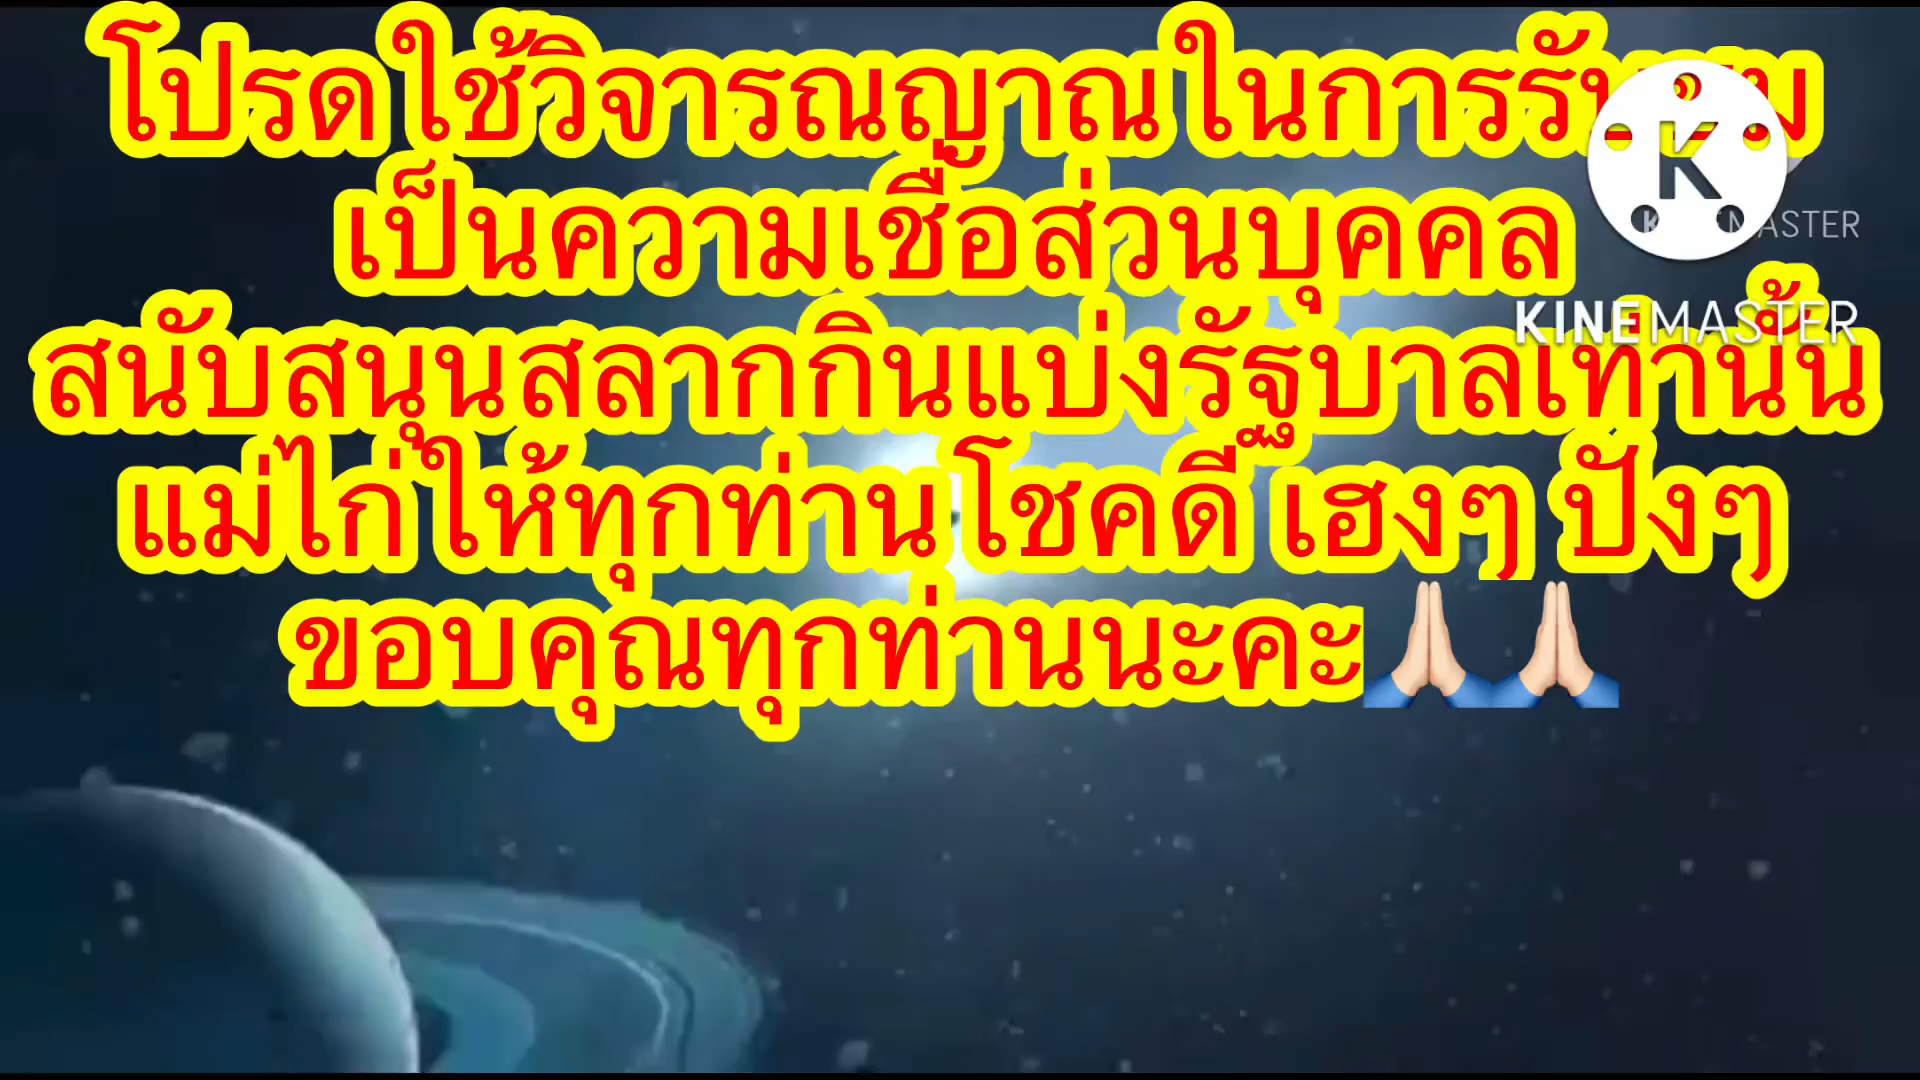 โปรดใช้วิจารณญาณในการรับชม
เป็นความเชื่อส่วนบุคคล
สนับสนุนสลากกินแบ่งรัฐบาลเท่านั้น
แม่ไก่ให้ทุกท่าน โชคดี เฮงๆ ปังๆ
ขอบคุณทุกท่านนะคะ🙏🏻🙏🏻
K
KINEMASTER
KINEMASTER